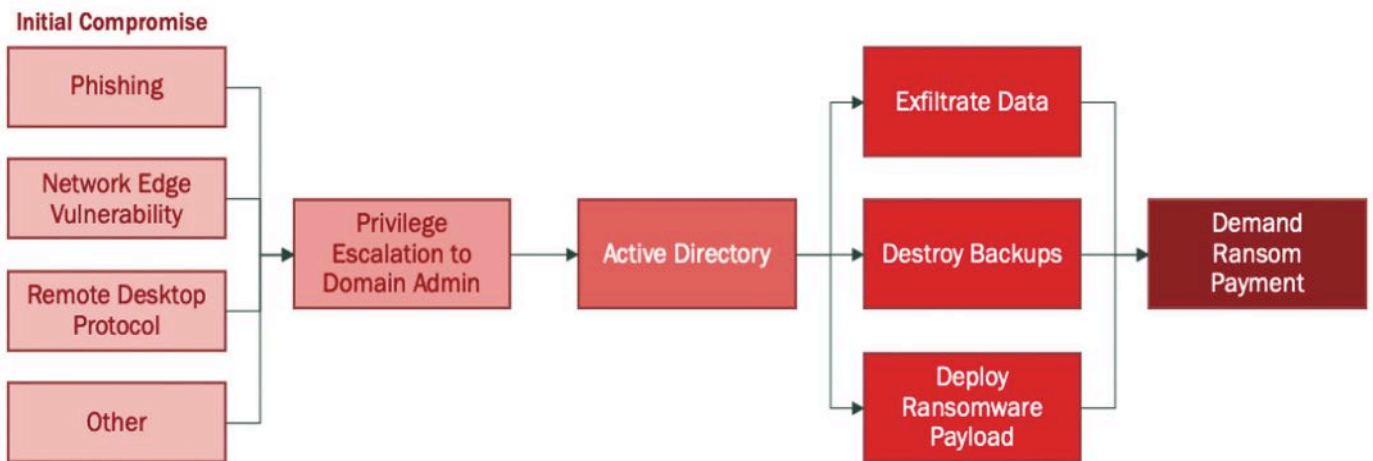 Initial Compromise
Phishing
Network Edge
Vulnerability
Remote Desktop
Protocol
Other
Privilege
Escalation to
Domain Admin
Active Directory
Exfiltrate Data
Destroy Backups
Deploy
Ransomware
Payload
Demand
Ransom
Payment